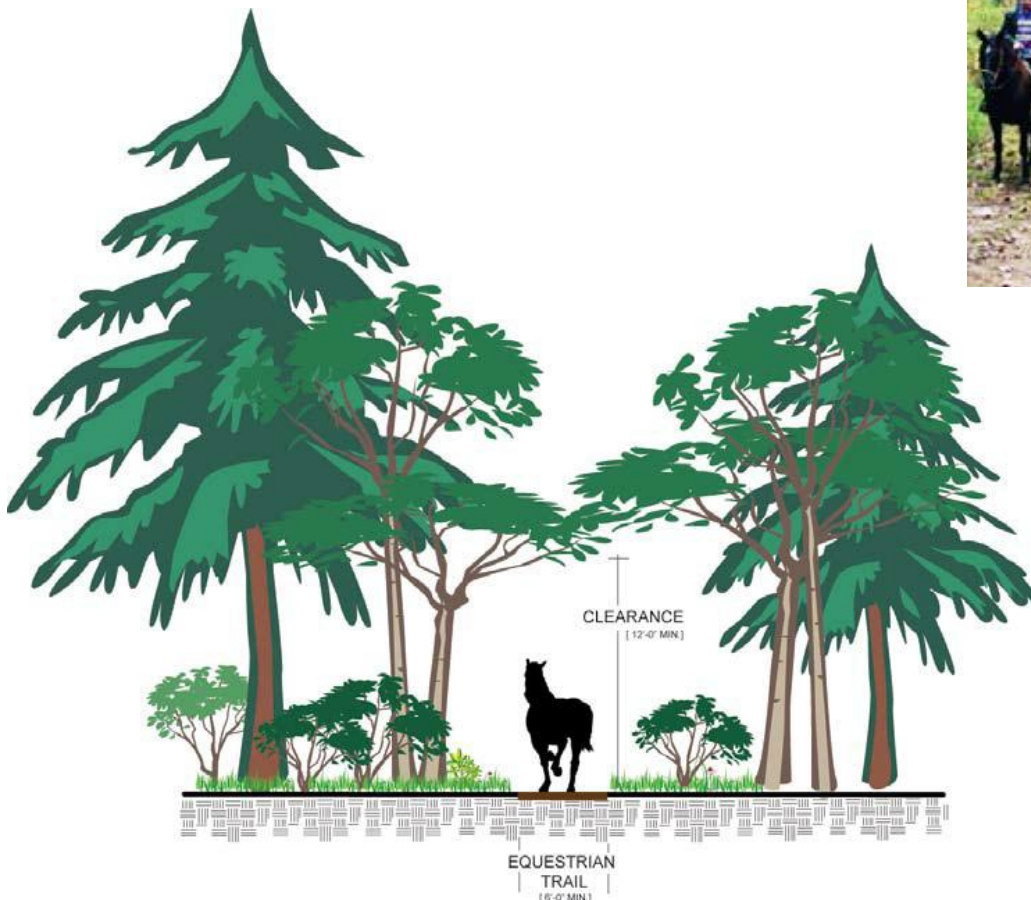 CLEARANCE
[ 12'-0" MIN.]
EQUESTRIAN
TRAIL
[ 6'-0" MIN.]